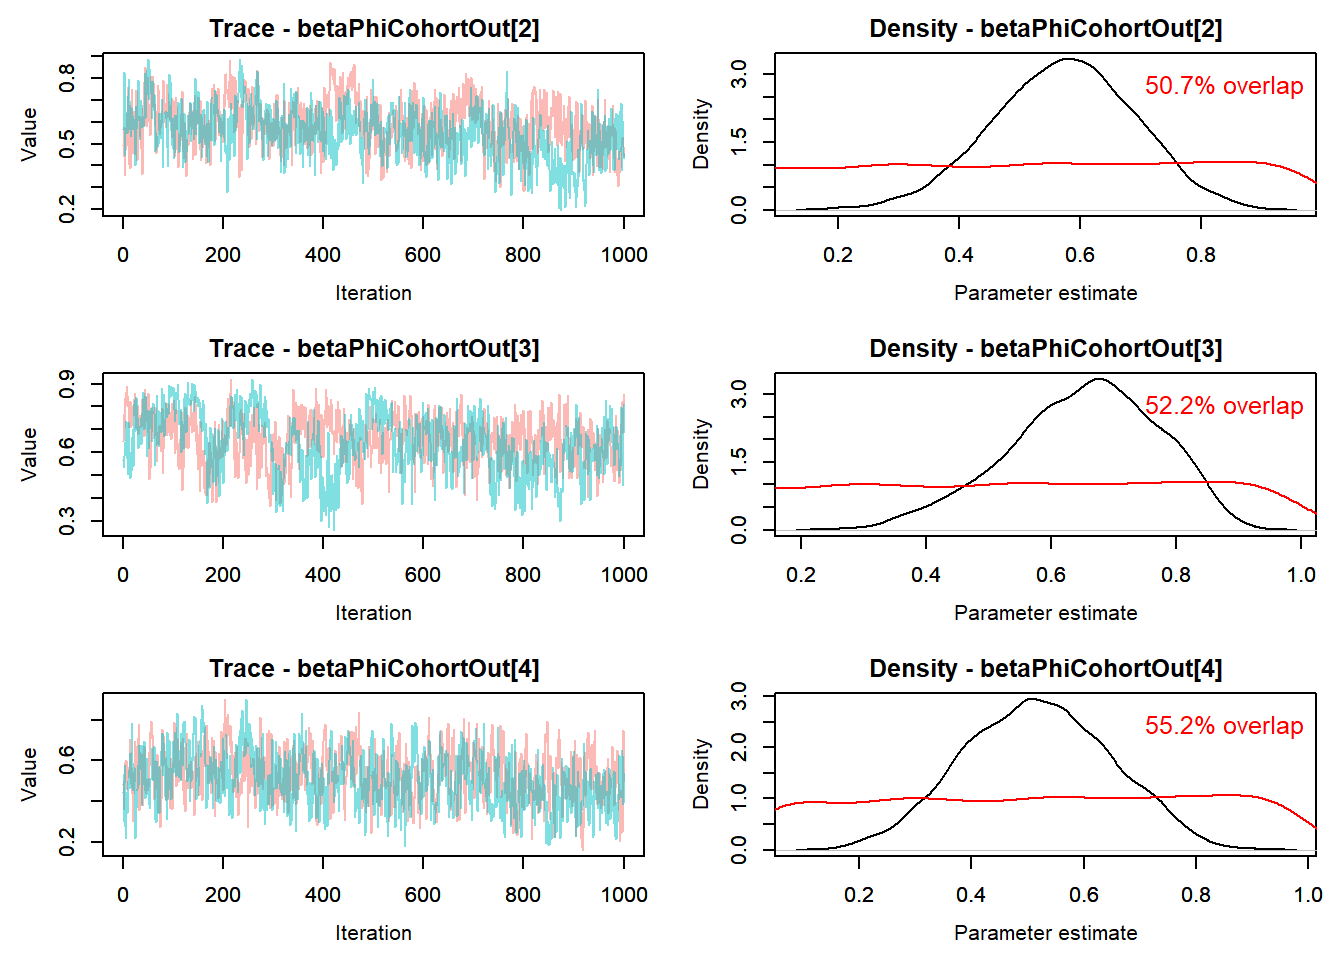 Trace - betaPhiCohortOut[2]
Value
0.2 0.5 0.8
0 200 400 600 800 1000
Iteration
Density - betaPhiCohortOut[2]
50.7% overlap
Density
0.0 1.5 3.0
0.2 0.4 0.6 0.8
Parameter estimate
Trace - betaPhiCohortOut[3]
Value
0.3 0.6 0.9
0 200 400 600 800 1000
Iteration
Density - betaPhiCohortOut[3]
52.2% overlap
Density
0.0 1.5 3.0
0.2 0.4 0.6 0.8 1.0
Parameter estimate
Trace - betaPhiCohortOut[4]
Value
0.2 0.6
0 200 400 600 800 1000
Iteration
Density - betaPhiCohortOut[4]
55.2% overlap
Density
0.0 1.0 2.0 3.0
0.2 0.4 0.6 0.8 1.0
Parameter estimate